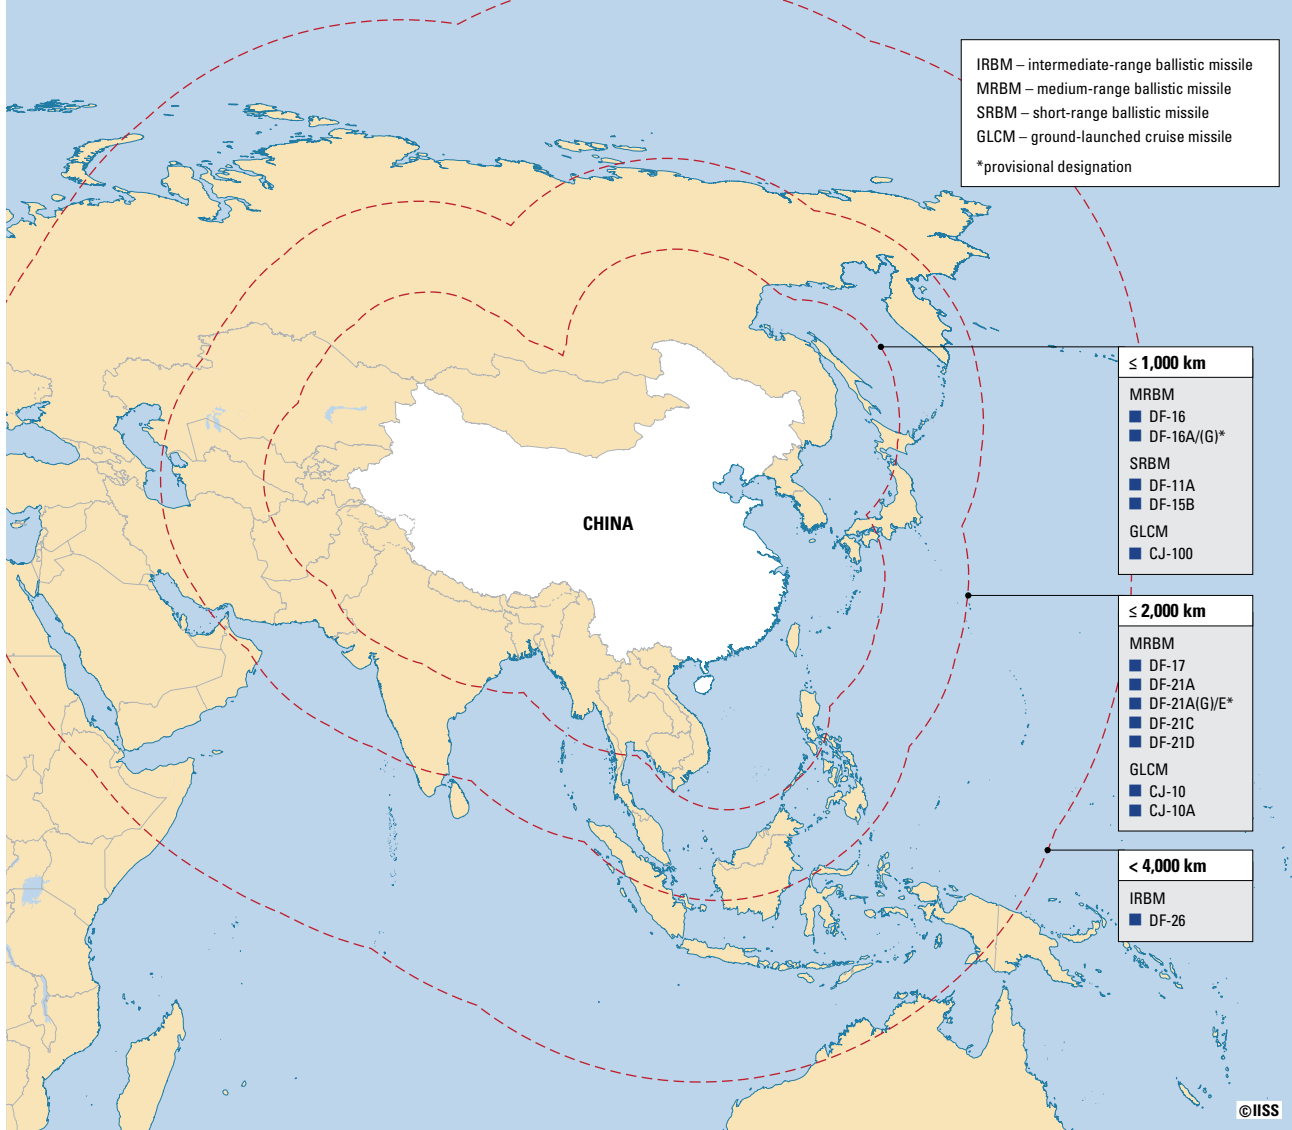 IRBM – intermediate-range ballistic missile
MRBM – medium-range ballistic missile
SRBM – short-range ballistic missile
GLCM – ground-launched cruise missile
*provisional designation
CHINA
≤ 1,000 km
MRBM
DF-16
DF-16A/(G)*
SRBM
DF-11A
DF-15B
GLCM
CJ-100
≤ 2,000 km
MRBM
DF-17
DF-21A
DF-21A(G)/E*
DF-21C
DF-21D
GLCM
CJ-10
CJ-10A
< 4,000 km
IRBM
DF-26
©IISS